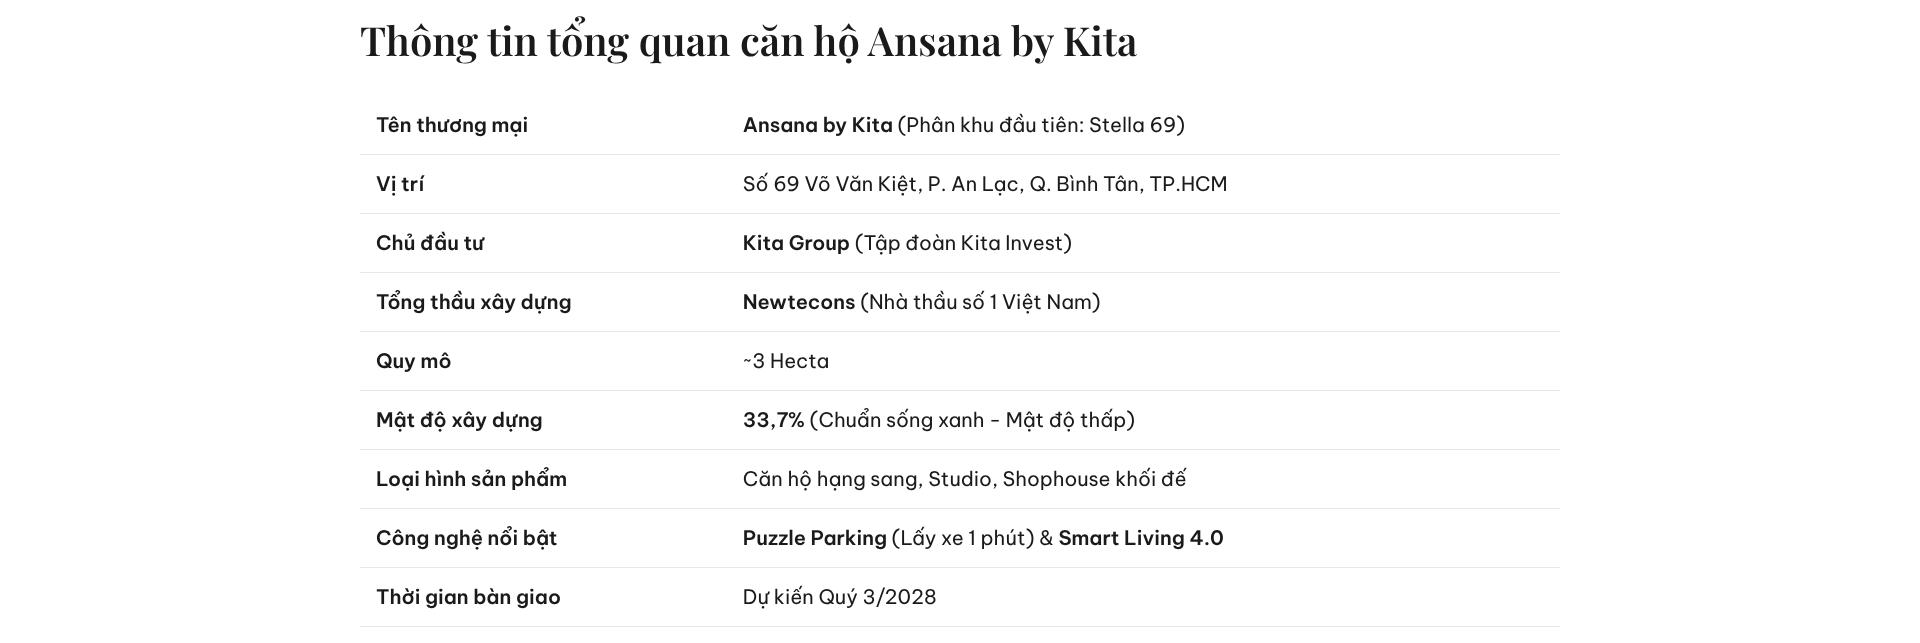 Thông tin tổng quan căn hộ Ansana by Kita
Tên thương mại Ansana by Kita (Phân khu đầu tiên: Stella 69)
Vị trí Số 69 Võ Văn Kiệt, P. An Lạc, Q. Bình Tân, TP.HCM
Chủ đầu tư Kita Group (Tập đoàn Kita Invest)
Tổng thầu xây dựng Newtecons (Nhà thầu số 1 Việt Nam)
Quy mô ~3 Hecta
Mật độ xây dựng 33,7% (Chuẩn sống xanh - Mật độ thấp)
Loại hình sản phẩm Căn hộ hạng sang, Studio, Shophouse khối đế
Công nghệ nổi bật Puzzle Parking (Lấy xe 1 phút) & Smart Living 4.0
Thời gian bàn giao Dự kiến Quý 3/2028